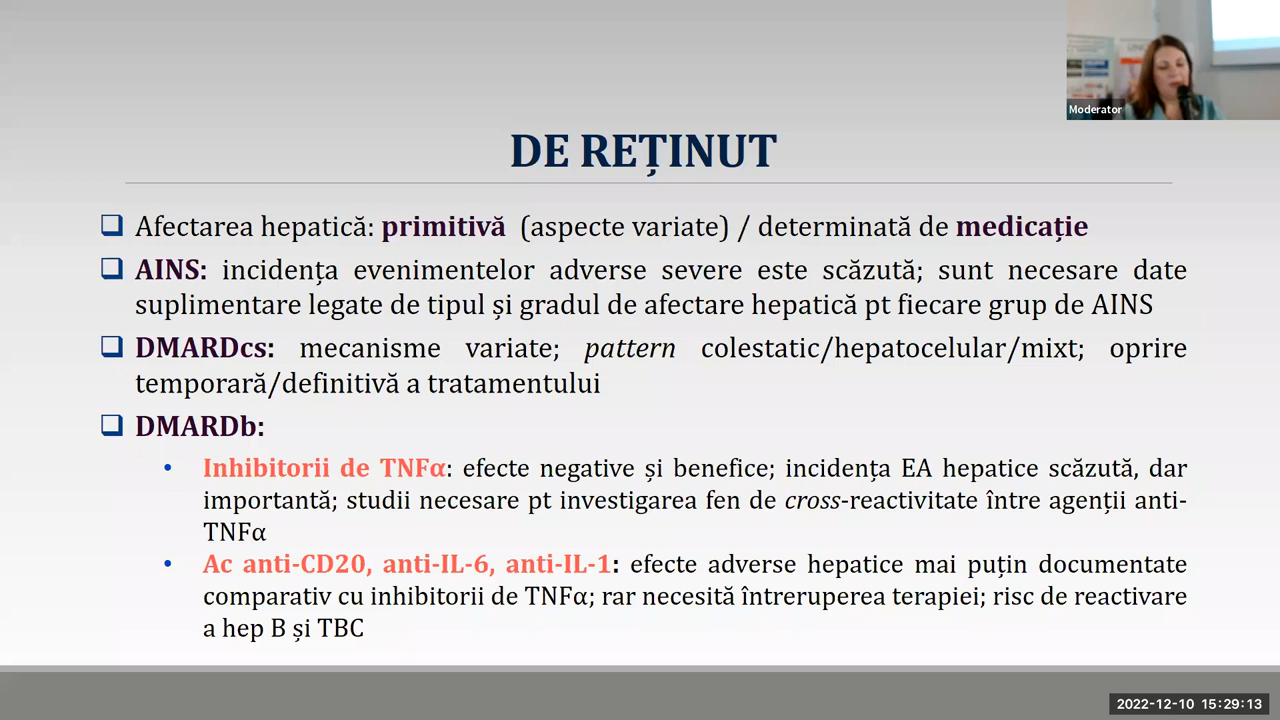 Moderator
DE REȚINUT
❑ Afectarea hepatică: primitivă (aspecte variate) / determinată de medicație
❑ AINS: incidența evenimentelor adverse severe este scăzută; sunt necesare date
suplimentare legate de tipul și gradul de afectare hepatică pt fiecare grup de AINS
❑ DMARDcs: mecanisme variate; pattern colestatic/hepatocelular/mixt; oprire
temporară/definitivă a tratamentului
❑ DMARDb:
• Inhibitorii de TNFα: efecte negative și benefice; incidența EA hepatice scăzută, dar
importantă; studii necesare pt investigarea fen de cross-reactivitate între agenții anti-
TNFα
• Ac anti-CD20, anti-IL-6, anti-IL-1: efecte adverse hepatice mai puțin documentate
comparativ cu inhibitorii de TNFα; rar necesită întreruperea terapiei; risc de reactivare
a hep B și TBC
2022-12-10 15:29:13